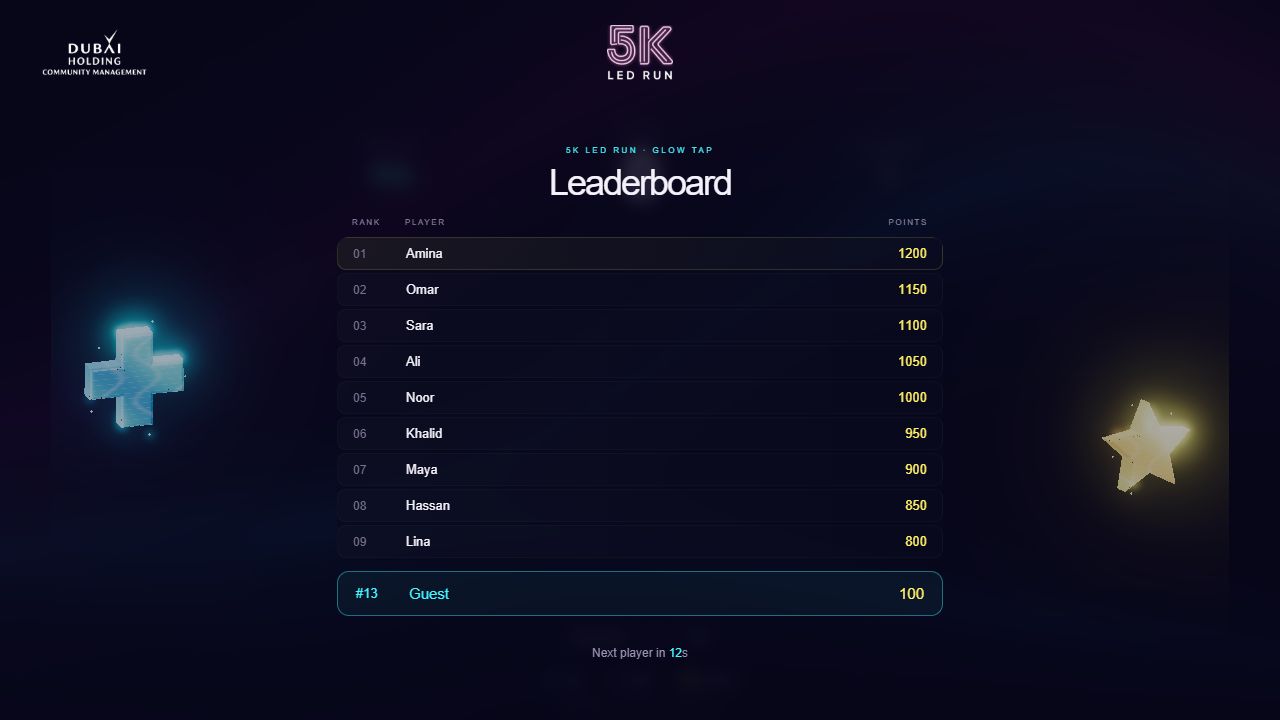 DUBAI
HOLDING
COMMUNITY MANAGEMENT
5K
LED RUN
5K LED RUN · GLOW TAP
Leaderboard
RANK PLAYER POINTS
01 Amina 1200
02 Omar 1150
03 Sara 1100
04 Ali 1050
05 Noor 1000
06 Khalid 950
07 Maya 900
08 Hassan 850
09 Lina 800
#13 Guest 100
Next player in 12s